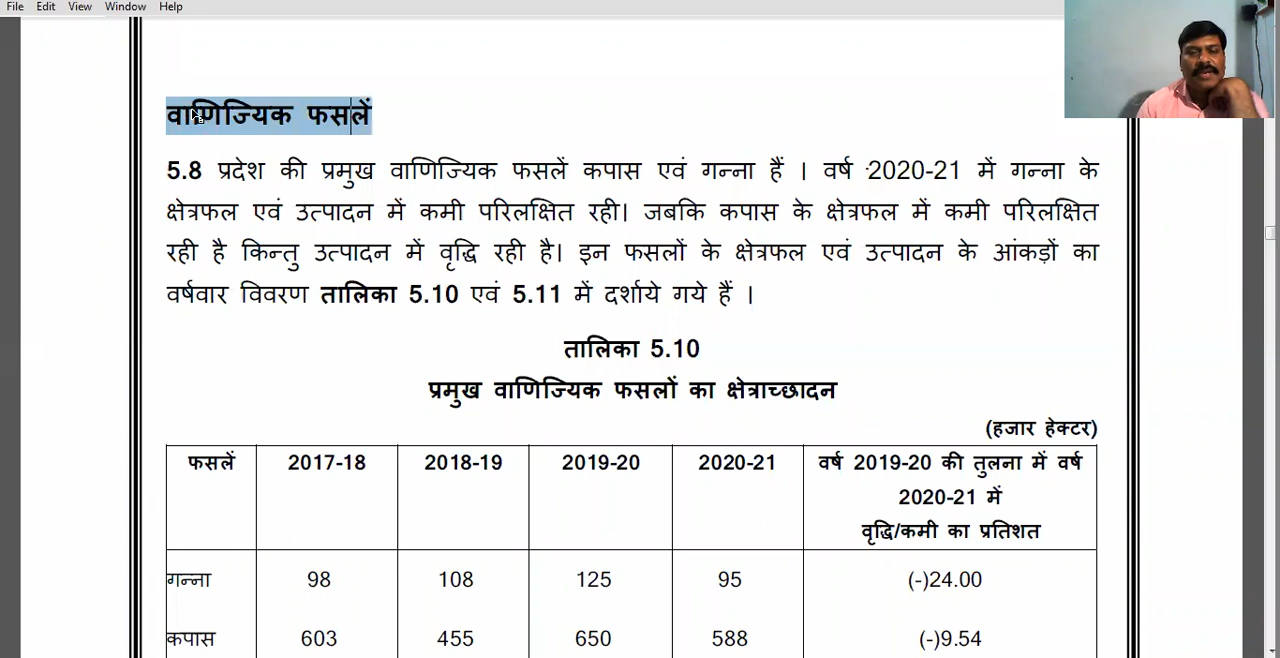 File Edit View Window Help
वाणिज्यिक फसलें
5.8 प्रदेश की प्रमुख वाणिज्यिक फसलें कपास एवं गन्ना हैं । वर्ष 2020-21 में गन्ना के
क्षेत्रफल एवं उत्पादन में कमी परिलक्षित रही। जबकि कपास के क्षेत्रफल में कमी परिलक्षित
रही है किन्तु उत्पादन में वृद्धि रही है। इन फसलों के क्षेत्रफल एवं उत्पादन के आंकड़ों का
वर्षवार विवरण तालिका 5.10 एवं 5.11 में दर्शाये गये हैं ।
तालिका 5.10
प्रमुख वाणिज्यिक फसलों का क्षेत्राच्छादन
(हजार हेक्टर)
फसलें 2017-18 2018-19 2019-20 2020-21 वर्ष 2019-20 की तुलना में वर्ष
2020-21 में
वृद्धि/कमी का प्रतिशत
गन्ना 98 108 125 95 (-)24.00
कपास 603 455 650 588 (-)9.54